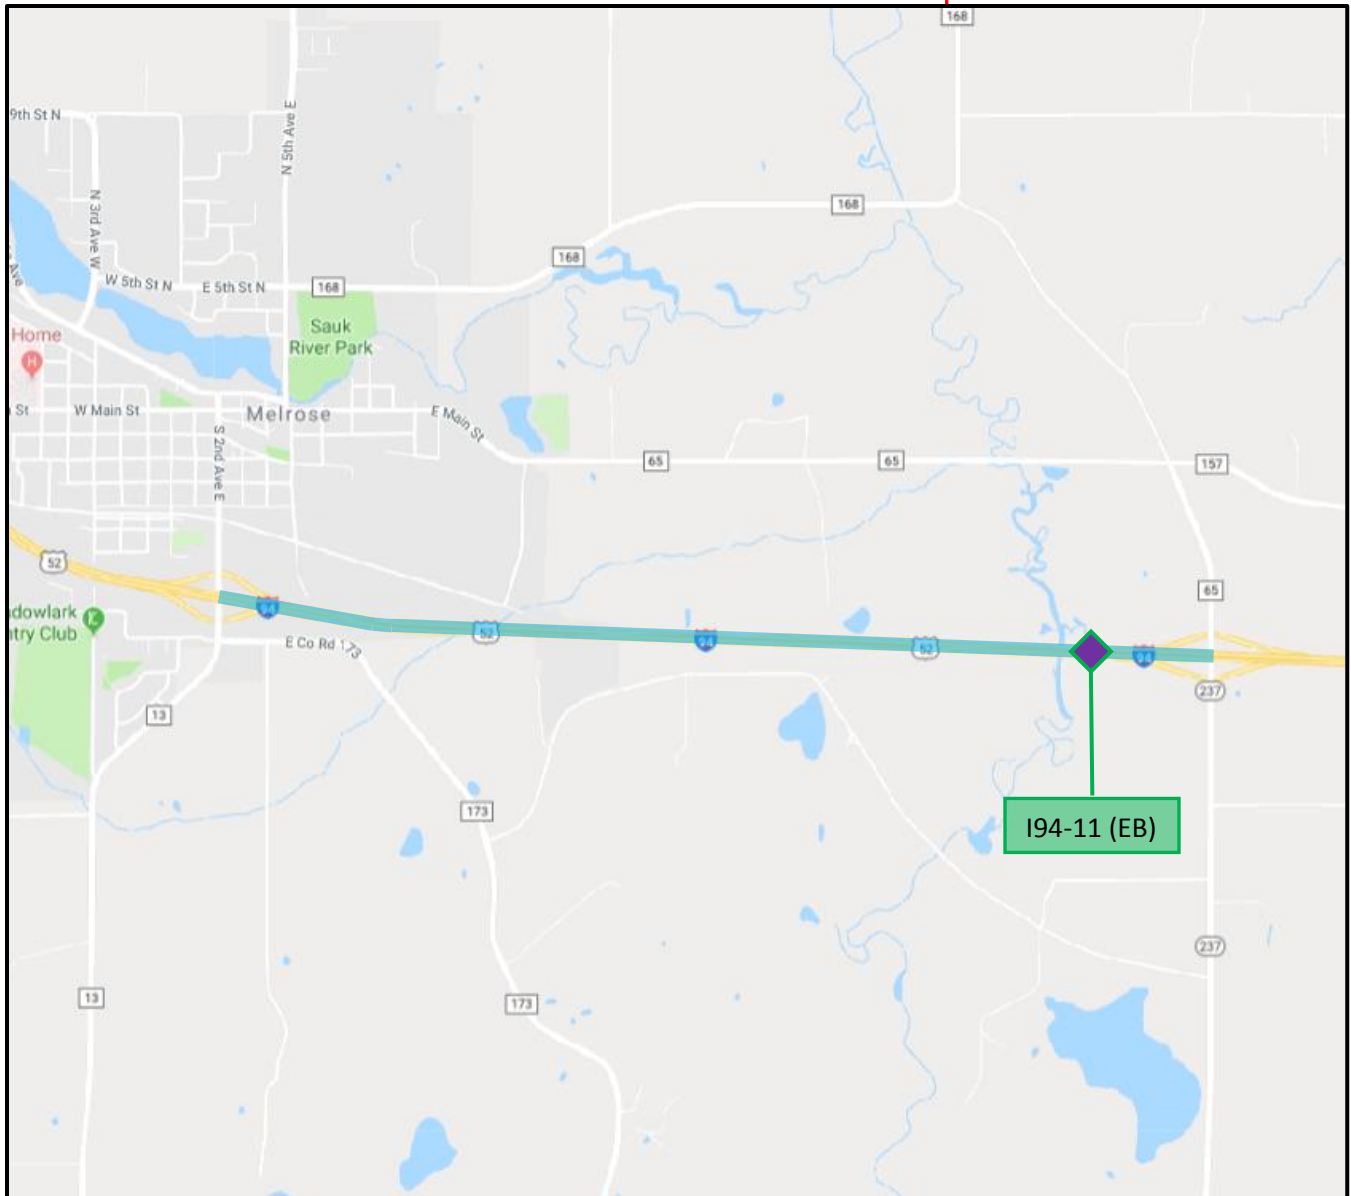 168
9th St N
N 5th Ave E
N 3rd Ave W
168
168
Ave
W 5th St N
E 5th St N
168
Home
H
Sauk
River Park
St
W Main St
Melrose
E Main St
S 2nd Ave E
65
65
157
52
65
94
dowlark
ntry Club
E Co Rd 173
52
94
52
94
237
13
173
I94-11 (EB)
237
13
173